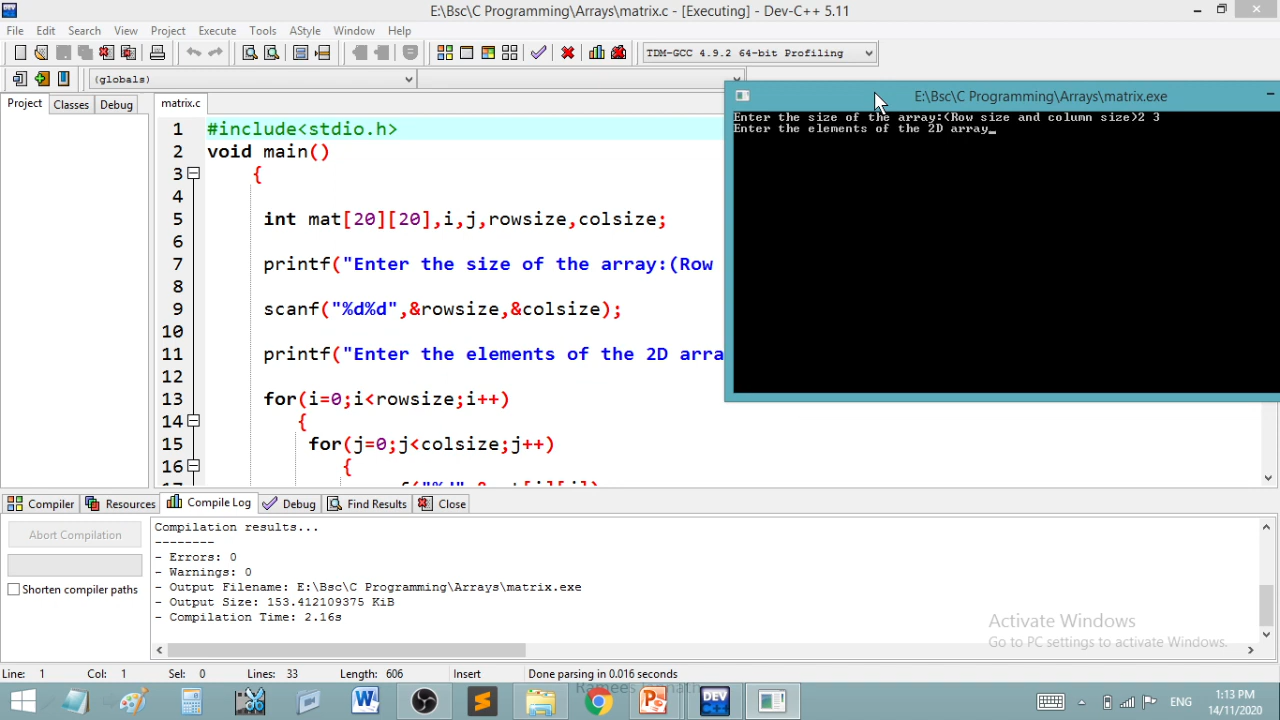 E:\Bsc\C Programming\Arrays\matrix.c - [Executing] - Dev-C++ 5.11
File Edit Search View Project Execute Tools AStyle Window Help
TDM-GCC 4.9.2 64-bit Profiling
(globals)
Project Classes Debug
matrix.c
E:\Bsc\C Programming\Arrays\matrix.exe
Enter the size of the array:(Row size and column size)2 3
Enter the elements of the 2D array_
1 #include<stdio.h>
2 void main()
3 {
4
5 int mat[20][20],i,j,rowsize,colsize;
6
7 printf("Enter the size of the array:(Row
8
9 scanf("%d%d",&rowsize,&colsize);
10
11 printf("Enter the elements of the 2D arra
12
13 for(i=0;i<rowsize;i++)
14 {
15 for(j=0;j<colsize;j++)
16 {
Compiler Resources Compile Log Debug Find Results Close
Abort Compilation
Shorten compiler paths
Compilation results...
--------
- Errors: 0
- Warnings: 0
- Output Filename: E:\Bsc\C Programming\Arrays\matrix.exe
- Output Size: 153.412109375 KiB
- Compilation Time: 2.16s
Activate Windows
Go to PC settings to activate Windows.
Line: 1 Col: 1 Sel: 0 Lines: 33 Length: 606 Insert Done parsing in 0.016 seconds
DEV
ENG
1:13 PM
14/11/2020